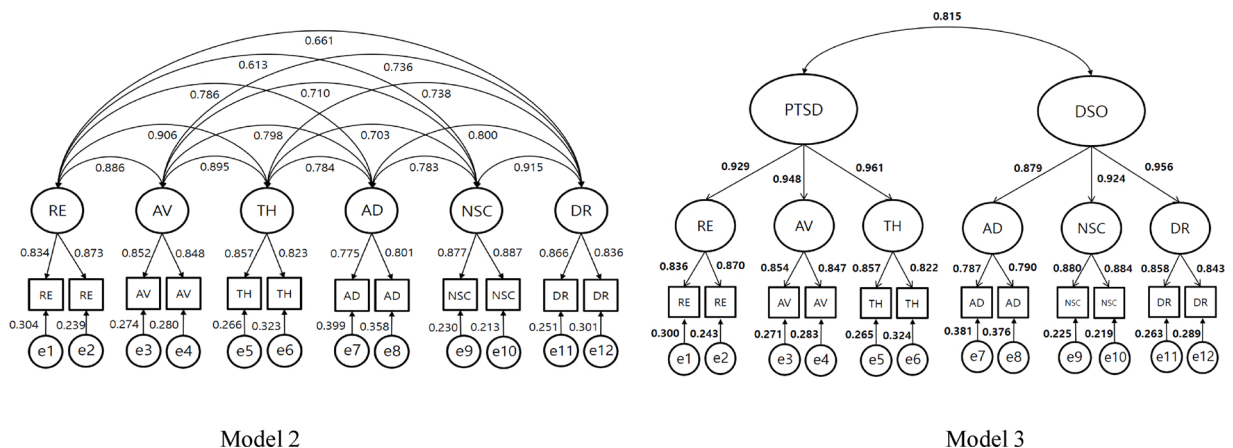 0.661
0.613 0.736
0.786 0.710 0.738
0.906 0.798 0.703 0.800
0.886 0.895 0.784 0.783 0.915
RE AV TH AD NSC DR
0.834 0.873 0.852 0.848 0.857 0.823 0.775 0.801 0.877 0.887 0.866 0.836
RE RE AV AV TH TH AD AD NSC NSC DR DR
0.304 0.239 0.274 0.280 0.266 0.323 0.399 0.358 0.230 0.213 0.251 0.301
e1 e2 e3 e4 e5 e6 e7 e8 e9 e10 e11 e12
Model 2
0.815
PTSD DSO
0.929 0.948 0.961 0.879 0.924 0.956
RE AV TH AD NSC DR
0.836 0.870 0.854 0.847 0.857 0.822 0.787 0.790 0.880 0.884 0.858 0.843
RE RE AV AV TH TH AD AD NSC NSC DR DR
0.300 0.243 0.271 0.283 0.265 0.324 0.381 0.376 0.225 0.219 0.263 0.289
e1 e2 e3 e4 e5 e6 e7 e8 e9 e10 e11 e12
Model 3